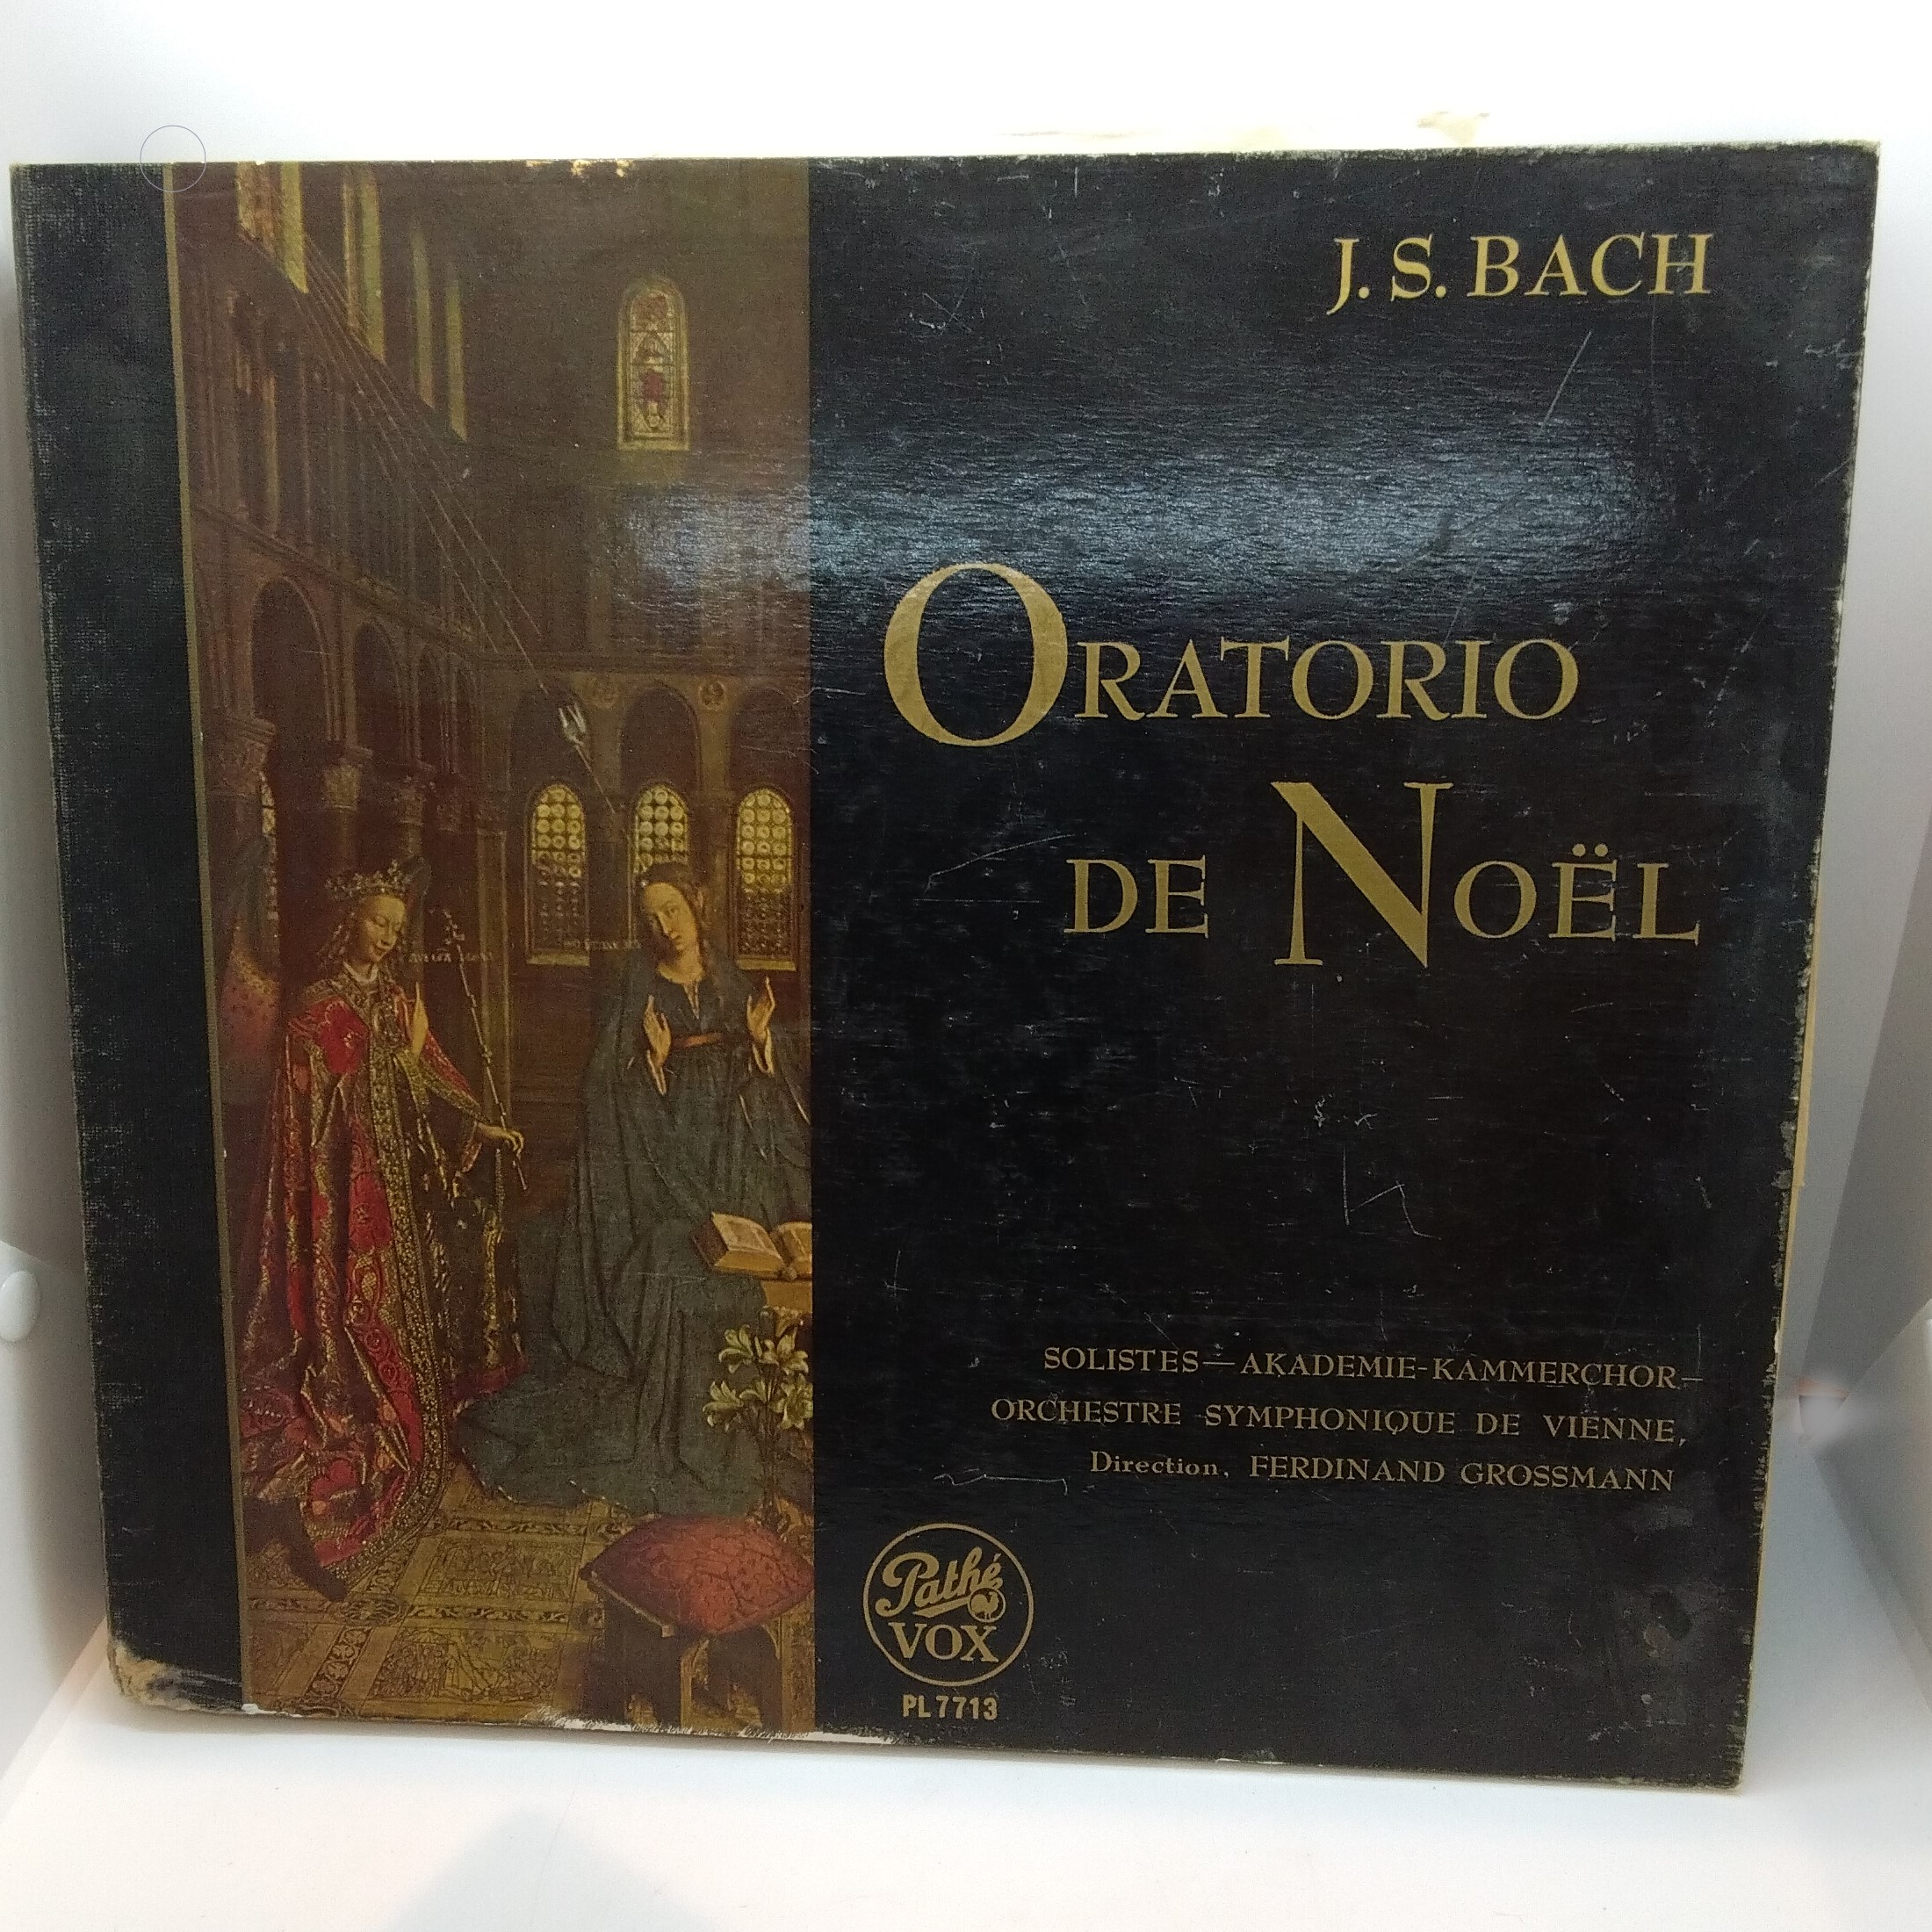 J. S. BACH
ORATORIO
DE NOËL
SOLISTES—AKADEMIE-KAMMERCHOR—
ORCHESTRE SYMPHONIQUE DE VIENNE,
Direction, FERDINAND GROSSMANN
Pathé
VOX
PL 7713